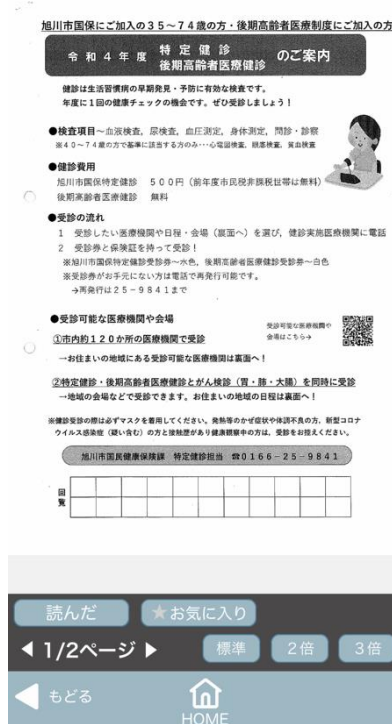 旭川市国保にご加入の35～74歳の方・後期高齢者医療制度にご加入の方
令和4年度 特定健診 後期高齢者医療健診 のご案内
健診は生活習慣病の早期発見・予防に有効な検査です。
年度に1回の健康チェックの機会です。ぜひ受診しましょう！
●検査項目～血液検査、尿検査、血圧測定、身体測定、問診・診察
※40～74歳の方で基準に該当する方のみ…心電図検査、眼底検査、貧血検査
●健診費用
旭川市国保特定健診 500円（前年度市民税非課税世帯は無料）
後期高齢者医療健診 無料
●受診の流れ
1 受診したい医療機関や日程・会場（裏面へ）を選び、健診実施医療機関に電話
2 受診券と保険証を持って受診！
※旭川市国保特定健診受診券～水色、後期高齢者医療健診受診券～白色
※受診券がお手元にない方は電話で再発行可能です。
→再発行は25－9841まで
●受診可能な医療機関や会場
受診可能な医療機関や
会場はこちら→
①市内約120か所の医療機関で受診
→お住まいの地域にある受診可能な医療機関は裏面へ！
②特定健診・後期高齢者医療健診とがん検診（胃・肺・大腸）を同時に受診
→地域の会場などで受診できます。お住まいの地域の日程は裏面へ！
※健診受診の際は必ずマスクを着用してください。発熱等のかぜ症状や体調不良の方、新型コロナ
ウイルス感染症（疑い含む）の方と接触歴があり健康観察中の方は、受診をお控えください。
旭川市国民健康保険課 特定健診担当 ☎0166－25－9841
回覧
読んだ
★お気に入り
◀ 1/2ページ ▶
標準
2倍
3倍
もどる
HOME